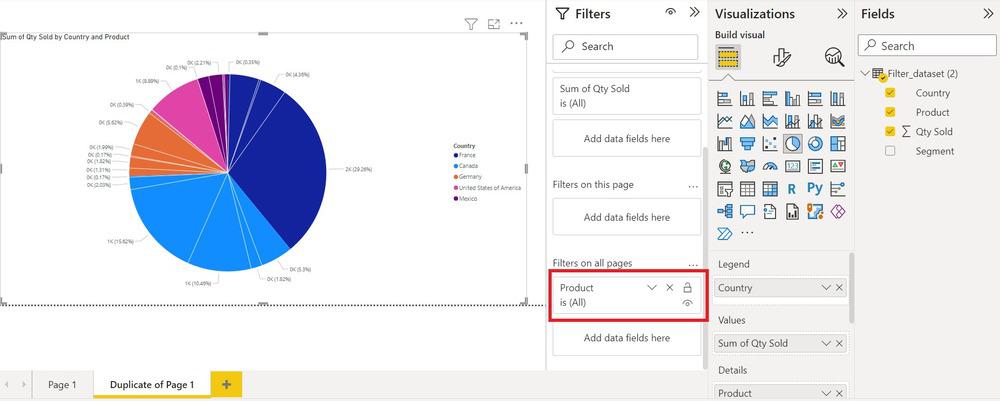 Sum of Qty Sold by Country and Product
0K (2.21%)
0K (0.35%)
0K (0.1%)
0K (4.36%)
1K (8.89%)
0K (0.39%)
0K (5.62%)
0K (1.99%)
0K (0.17%)
0K (1.82%)
0K (1.31%)
0K (0.17%)
0K (2.03%)
2K (29.26%)
1K (15.62%)
0K (5.3%)
0K (1.82%)
1K (10.46%)
Country
France
Canada
Germany
United States of America
Mexico
Page 1
Duplicate of Page 1
+
Filters
Search
Sum of Qty Sold
is (All)
Add data fields here
Filters on this page
...
Add data fields here
Filters on all pages
...
Product
is (All)
Add data fields here
Visualizations
Build visual
123
R
Py
...
Legend
Country
Values
Sum of Qty Sold
Details
Product
Fields
Search
Filter_dataset (2)
Country
Product
∑ Qty Sold
Segment